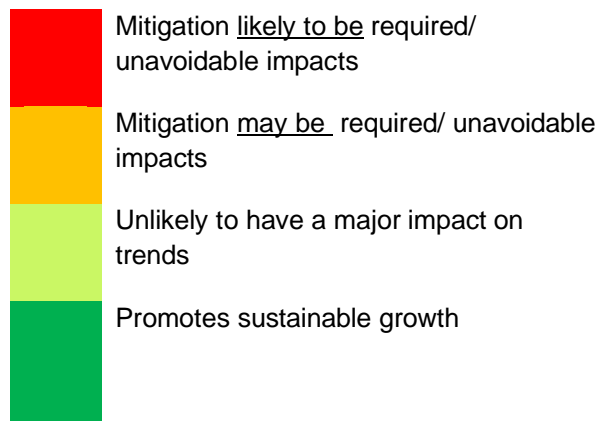 Mitigation likely to be required/
unavoidable impacts
Mitigation may be  required/ unavoidable
impacts
Unlikely to have a major impact on
trends
Promotes sustainable growth